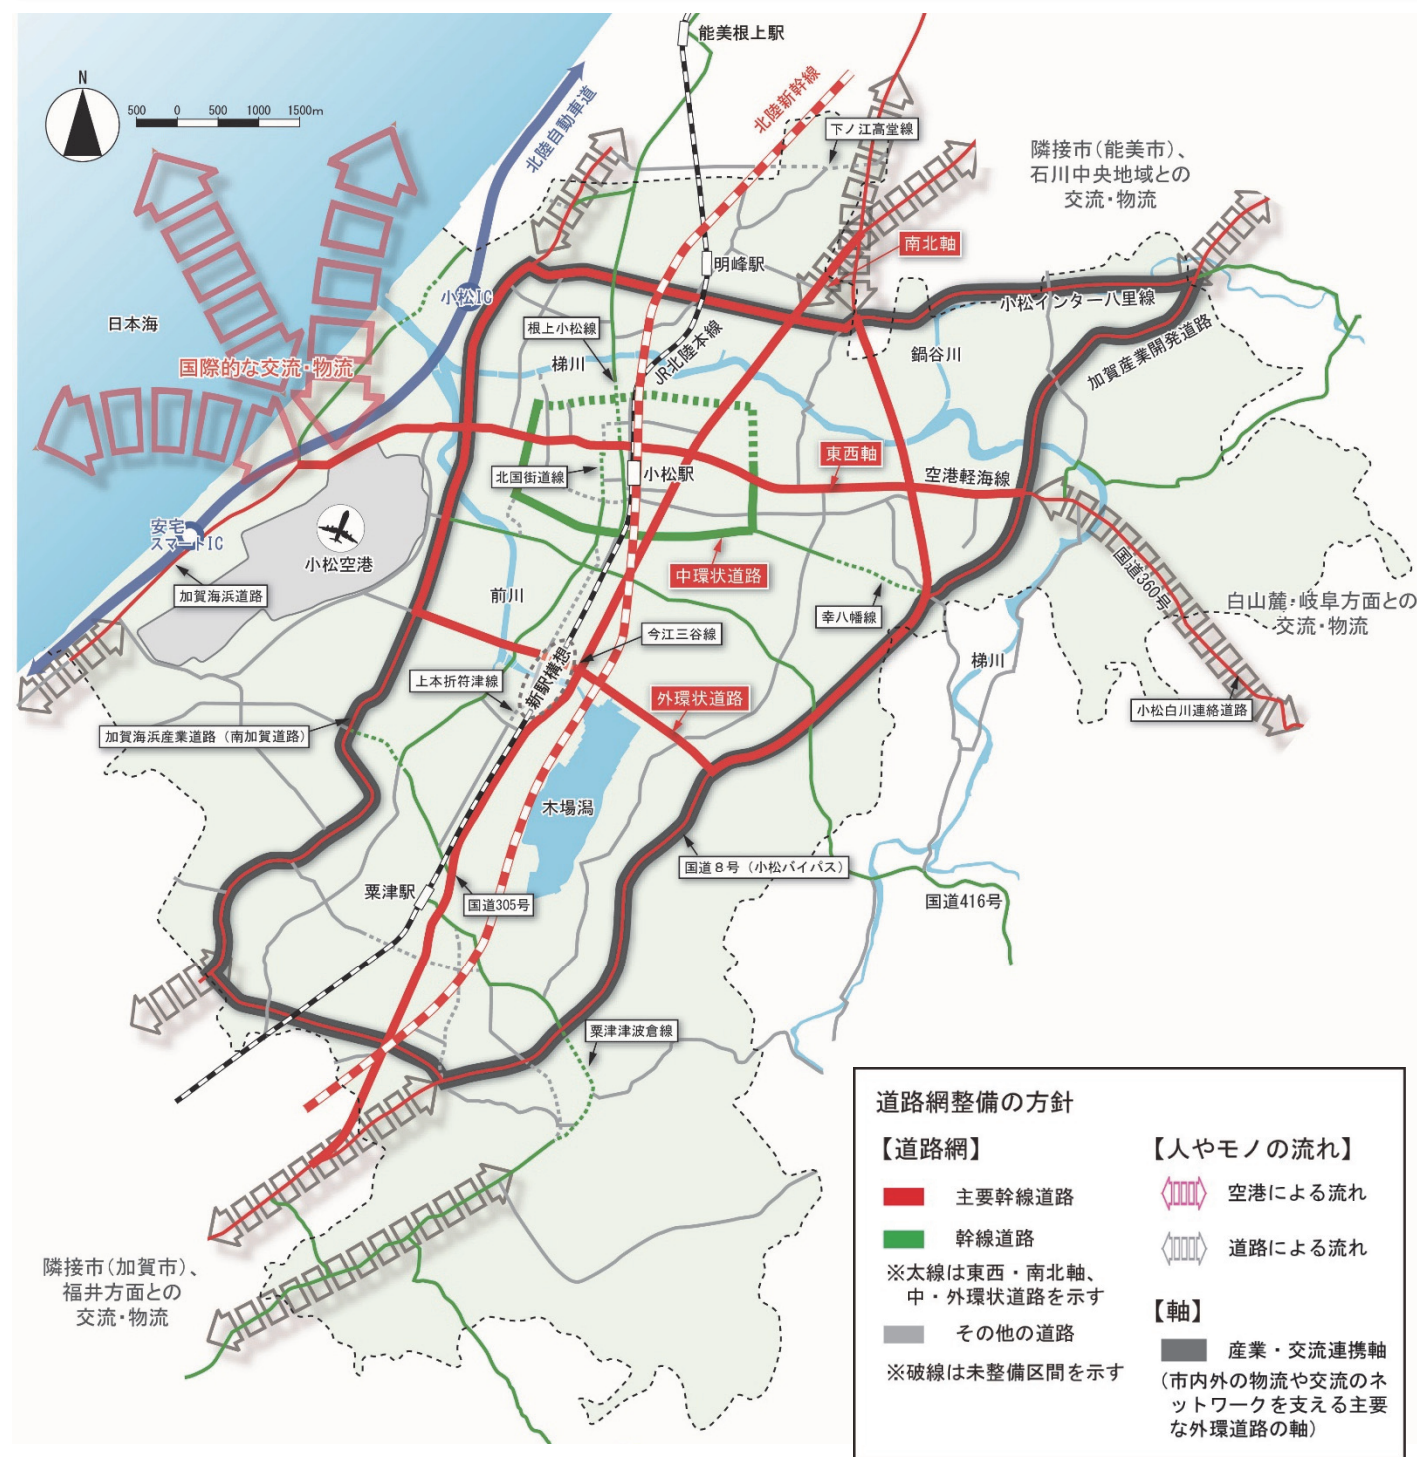 能美根上駅
N
500 0 500 1000 1500m
北陸自動車道
北陸新幹線
下ノ江高堂線
隣接市(能美市)、
石川中央地域との
交流・物流
南北軸
明峰駅
小松IC
小松インター八里線
日本海
根上小松線
梯川
JR北陸本線
鍋谷川
加賀産業開発道路
国際的な交流・物流
東西軸
北国街道線
小松駅
空港軽海線
安宅
スマートIC
小松空港
中環状道路
国道360号
加賀海浜道路
前川
幸八幡線
白山麓・岐阜方面との
交流・物流
今江三谷線
梯川
新駅構想
上本折符津線
外環状道路
小松白川連絡道路
加賀海浜産業道路(南加賀道路)
木場潟
国道8号(小松バイパス)
粟津駅
国道305号
国道416号
粟津津波倉線
隣接市(加賀市)、
福井方面との
交流・物流
道路網整備の方針
【道路網】
主要幹線道路
幹線道路
※太線は東西・南北軸、
中・外環状道路を示す
その他の道路
※破線は未整備区間を示す
【人やモノの流れ】
空港による流れ
道路による流れ
【軸】
産業・交流連携軸
(市内外の物流や交流のネ
ットワークを支える主要
な外環道路の軸)